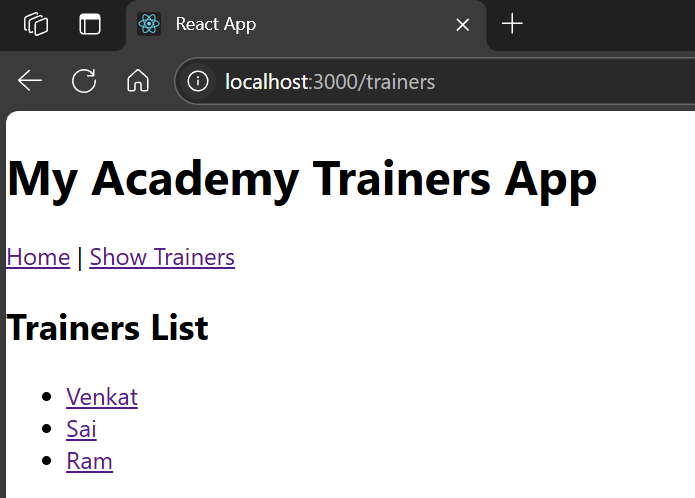 React App
localhost:3000/trainers
My Academy Trainers App
Home | Show Trainers
Trainers List
Venkat
Sai
Ram